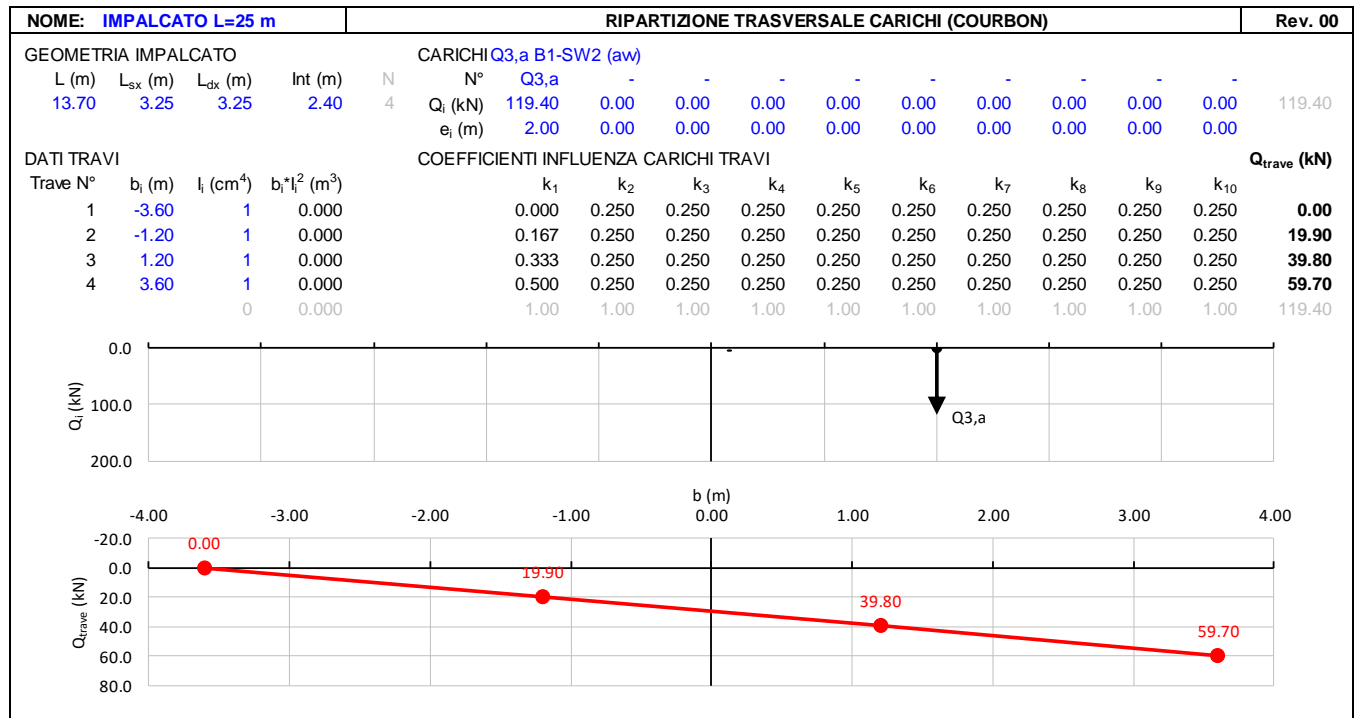 NOME: IMPALCATO L=25 m RIPARTIZIONE TRASVERSALE CARICHI (COURBON) Rev. 00
GEOMETRIA IMPALCATO CARICHI Q3,a B1-SW2 (aw)
L (m) Lsx (m) Ldx (m) Int (m) N N° Q3,a - - - - - - - - -
13.70 3.25 3.25 2.40 4 Qi (kN) 119.40 0.00 0.00 0.00 0.00 0.00 0.00 0.00 0.00 0.00 119.40
ei (m) 2.00 0.00 0.00 0.00 0.00 0.00 0.00 0.00 0.00 0.00
DATI TRAVI COEFFICIENTI INFLUENZA CARICHI TRAVI Qtrave (kN)
Trave N° bi (m) Ii (cm⁴) bi*Ii² (m³) k1 k2 k3 k4 k5 k6 k7 k8 k9 k10
1 -3.60 1 0.000 0.000 0.250 0.250 0.250 0.250 0.250 0.250 0.250 0.250 0.250 0.00
2 -1.20 1 0.000 0.167 0.250 0.250 0.250 0.250 0.250 0.250 0.250 0.250 0.250 19.90
3 1.20 1 0.000 0.333 0.250 0.250 0.250 0.250 0.250 0.250 0.250 0.250 0.250 39.80
4 3.60 1 0.000 0.500 0.250 0.250 0.250 0.250 0.250 0.250 0.250 0.250 0.250 59.70
0 0.000 1.00 1.00 1.00 1.00 1.00 1.00 1.00 1.00 1.00 1.00 119.40
0.0
100.0
200.0
Qi (kN)
-
Q3,a
b (m)
-4.00 -3.00 -2.00 -1.00 0.00 1.00 2.00 3.00 4.00
-20.0
0.0
20.0
40.0
60.0
80.0
Qtrave (kN)
0.00
19.90
39.80
59.70